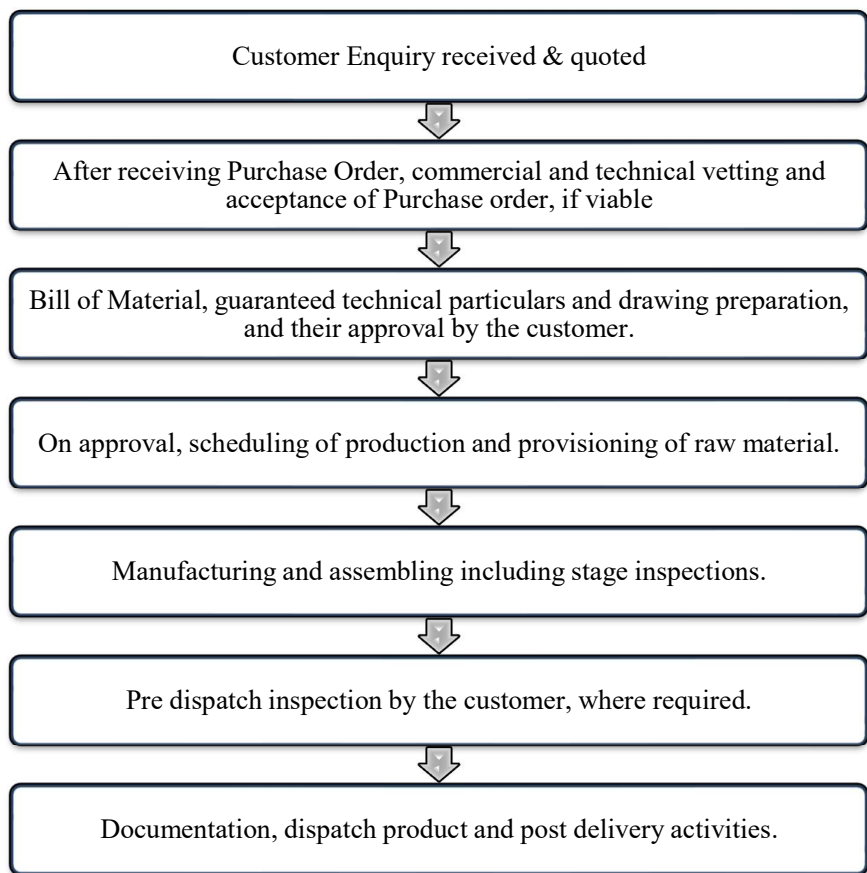 Customer Enquiry received & quoted
After receiving Purchase Order, commercial and technical vetting and
acceptance of Purchase order, if viable
Bill of Material, guaranteed technical particulars and drawing preparation,
and their approval by the customer.
On approval, scheduling of production and provisioning of raw material.
Manufacturing and assembling including stage inspections.
Pre dispatch inspection by the customer, where required.
Documentation, dispatch product and post delivery activities.